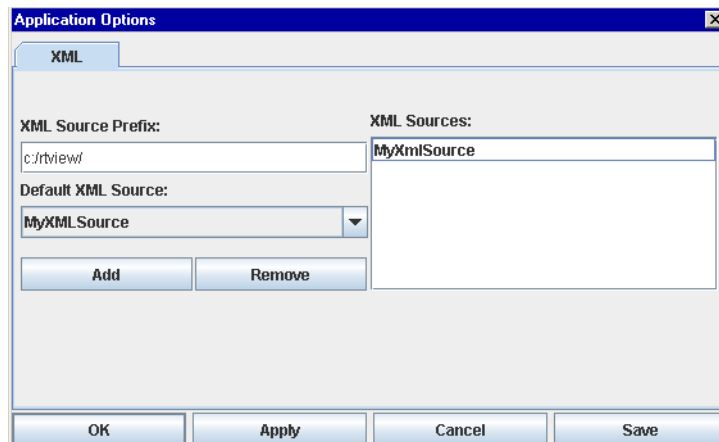 Application Options
XML
XML Source Prefix:
c:/rtview/
Default XML Source:
MyXMLSource
Add Remove
XML Sources:
MyXmlSource
OK Apply Cancel Save